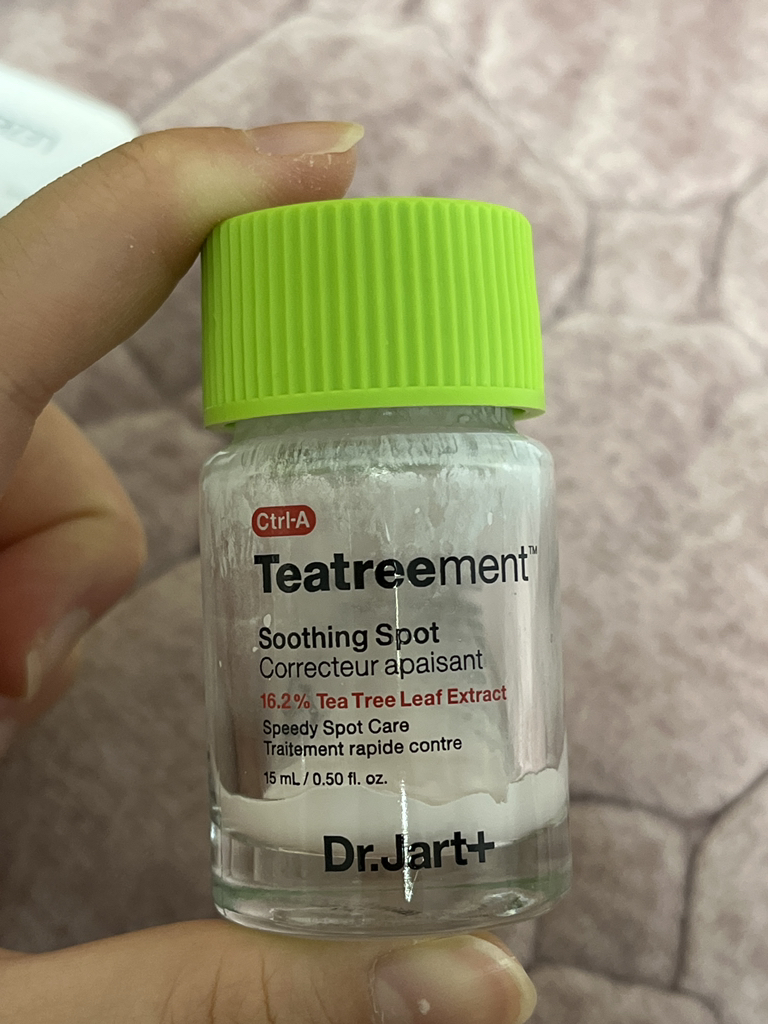 Ctrl-A
Teatreement™
Soothing Spot
Correcteur apaisant
16.2% Tea Tree Leaf Extract
Speedy Spot Care
Traitement rapide contre
15 mL / 0.50 fl. oz.
Dr.Jart+